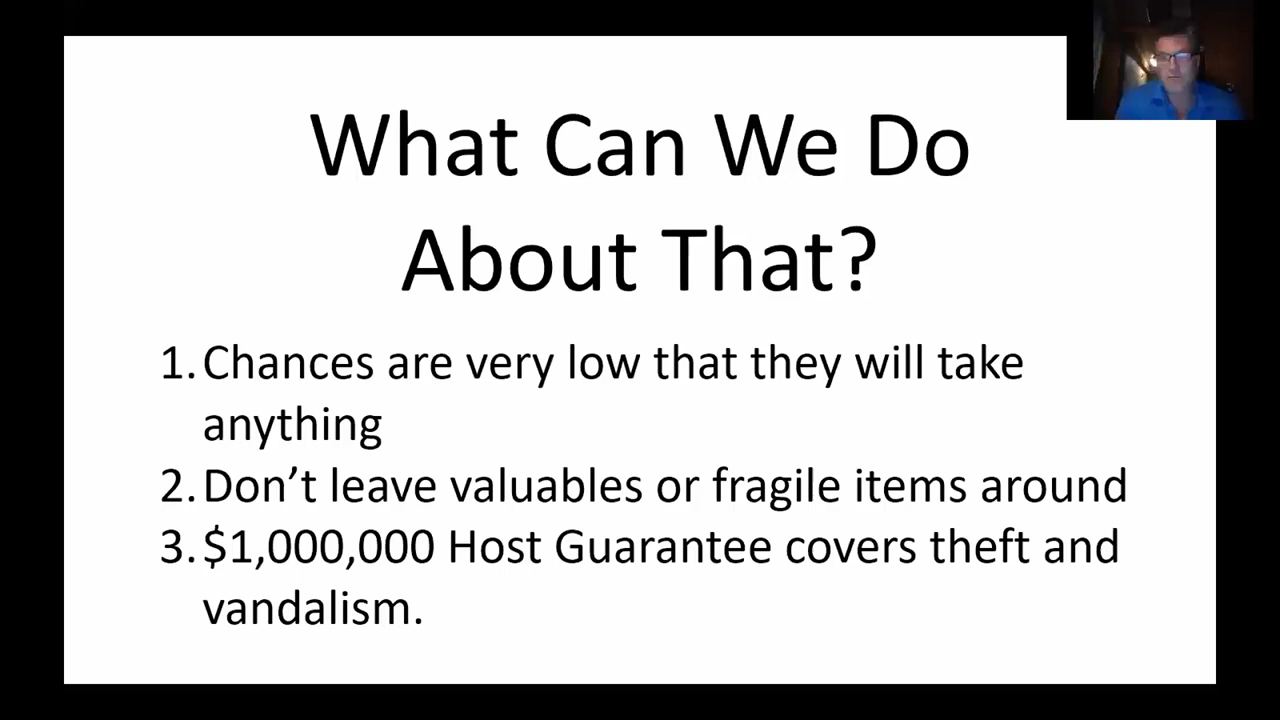 What Can We Do
About That?
1. Chances are very low that they will take
anything
2. Don’t leave valuables or fragile items around
3. $1,000,000 Host Guarantee covers theft and
vandalism.